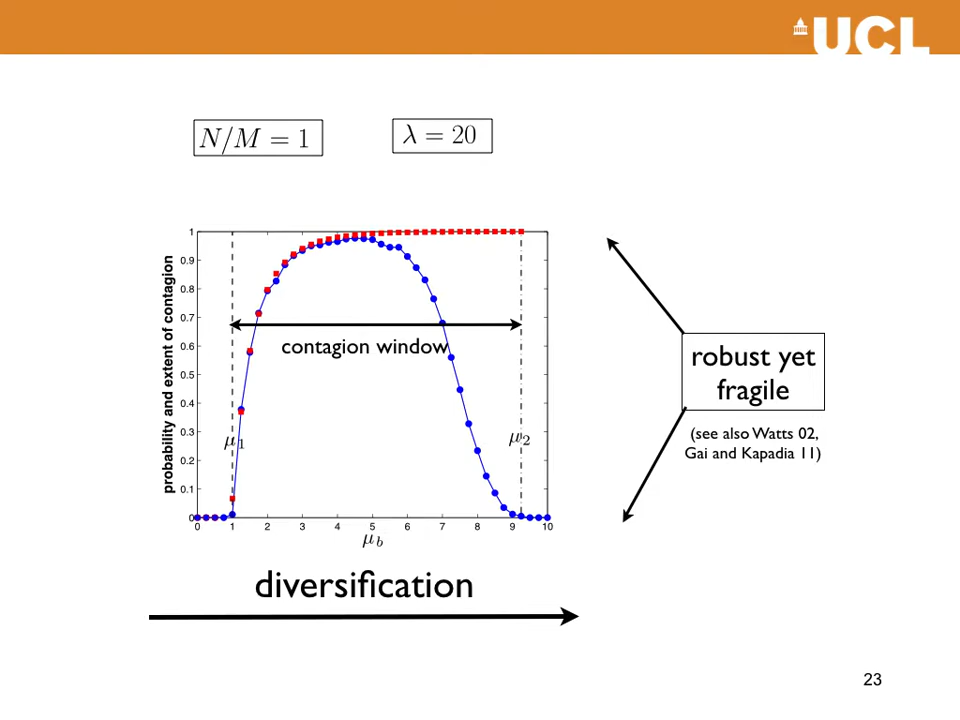 UCL
N/M = 1
λ = 20
probability and extent of contagion
1
0.9
0.8
0.7
0.6
0.5
0.4
0.3
0.2
0.1
0
contagion window
μ1
μ2
0 1 2 3 4 5 6 7 8 9 10
μb
diversification
robust yet
fragile
(see also Watts 02,
Gai and Kapadia 11)
23